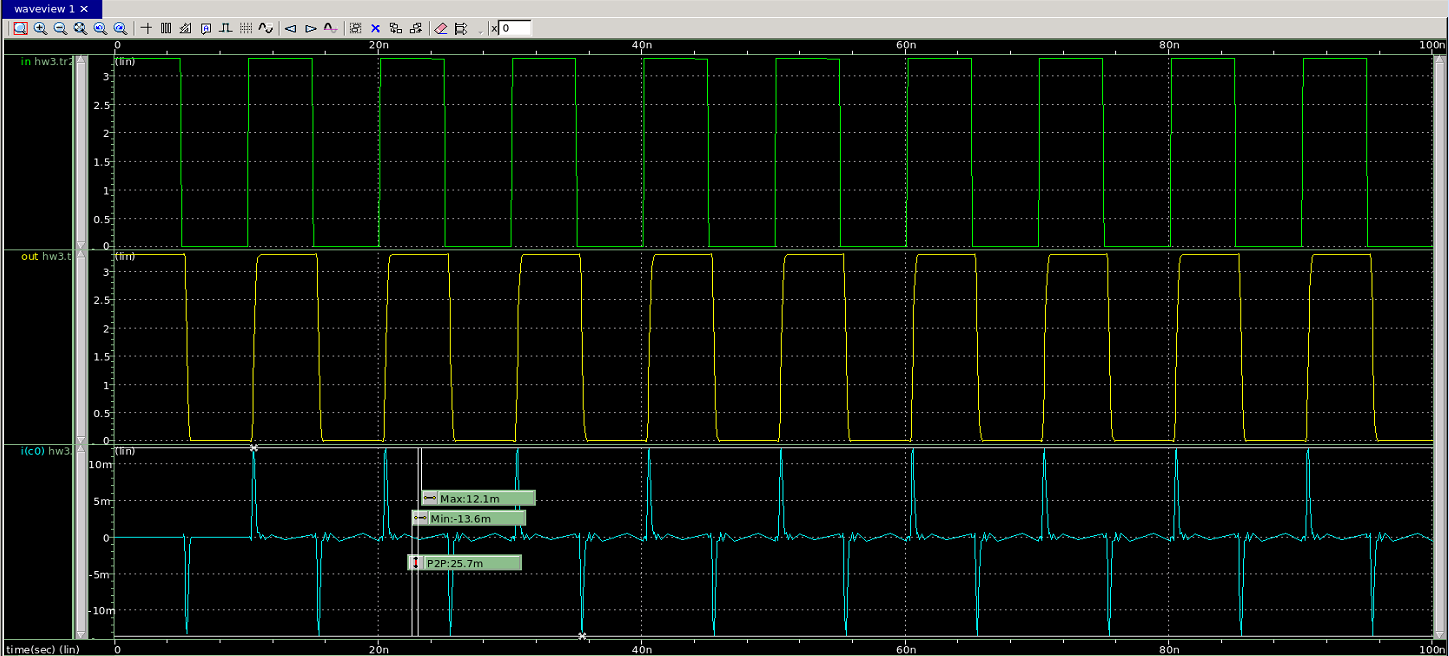 waveview 1 ×
x 0
0 20n 40n 60n 80n 100n
in hw3.tr2 (lin)
3
2.5
2
1.5
1
0.5
0
out hw3.t (lin)
3
2.5
2
1.5
1
0.5
0
i(c0) hw3. (lin)
10m
5m
Max:12.1m
Min:-13.6m
0
P2P:25.7m
-5m
-10m
time(sec) (lin) 0 20n 40n 60n 80n 100n